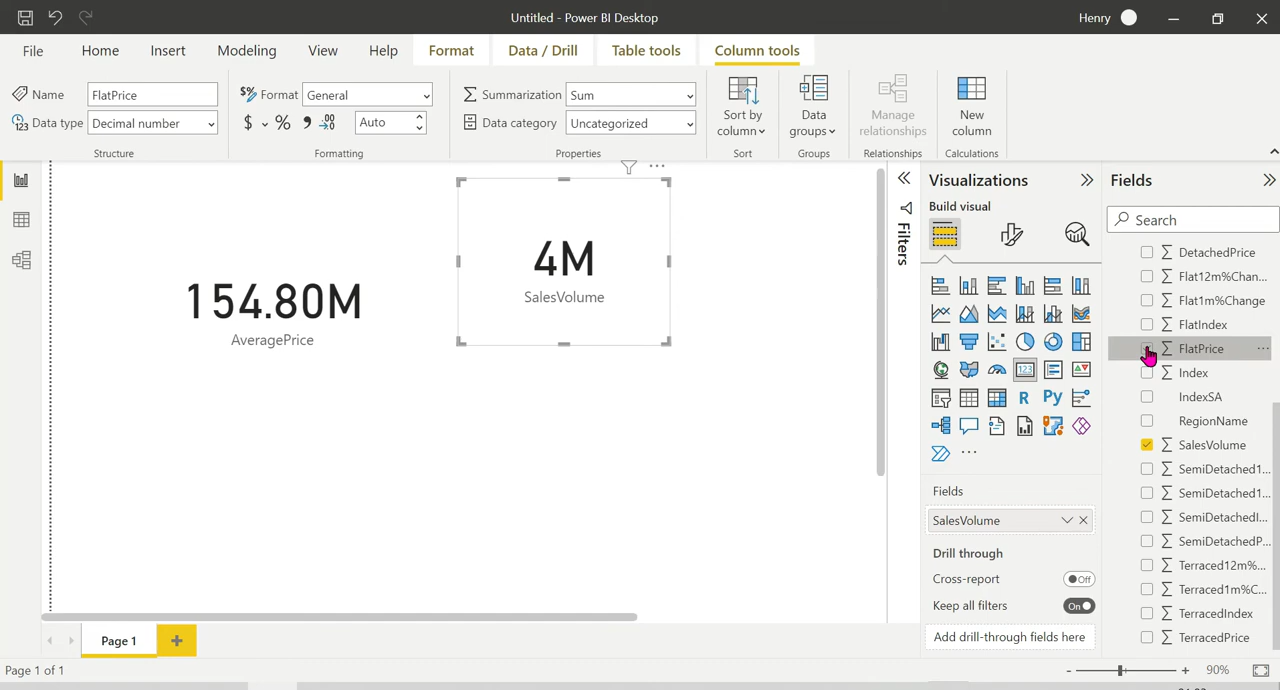 Untitled - Power BI Desktop
Henry
File
Home
Insert
Modeling
View
Help
Format
Data / Drill
Table tools
Column tools
Name
FlatPrice
Data type
Decimal number
Structure
Format
General
$
%
Auto
Formatting
Summarization
Sum
Data category
Uncategorized
Properties
Sort by
column
Sort
Data
groups
Groups
Manage
relationships
Relationships
New
column
Calculations
154.80M
AveragePrice
4M
SalesVolume
Filters
Visualizations
Build visual
123
R
Py
Fields
SalesVolume
Drill through
Cross-report
Off
Keep all filters
On
Add drill-through fields here
Fields
Search
DetachedPrice
Flat12m%Chan...
Flat1m%Change
FlatIndex
FlatPrice
Index
IndexSA
RegionName
SalesVolume
SemiDetached1...
SemiDetached1...
SemiDetachedI...
SemiDetachedP...
Terraced12m%...
Terraced1m%C...
TerracedIndex
TerracedPrice
Page 1
Page 1 of 1
90%